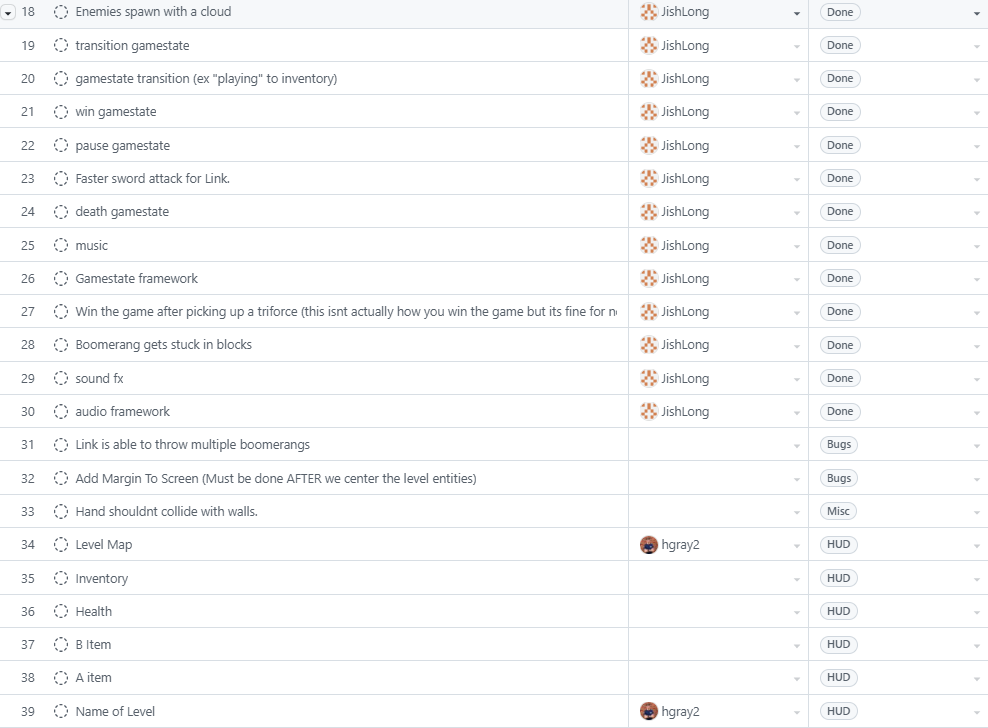 18 Enemies spawn with a cloud JishLong Done
19 transition gamestate JishLong Done
20 gamestate transition (ex "playing" to inventory) JishLong Done
21 win gamestate JishLong Done
22 pause gamestate JishLong Done
23 Faster sword attack for Link. JishLong Done
24 death gamestate JishLong Done
25 music JishLong Done
26 Gamestate framework JishLong Done
27 Win the game after picking up a triforce (this isnt actually how you win the game but its fine for JishLong Done
28 Boomerang gets stuck in blocks JishLong Done
29 sound fx JishLong Done
30 audio framework JishLong Done
31 Link is able to throw multiple boomerangs Bugs
32 Add Margin To Screen (Must be done AFTER we center the level entities) Bugs
33 Hand shouldnt collide with walls. Misc
34 Level Map hgray2 HUD
35 Inventory HUD
36 Health HUD
37 B Item HUD
38 A item HUD
39 Name of Level hgray2 HUD